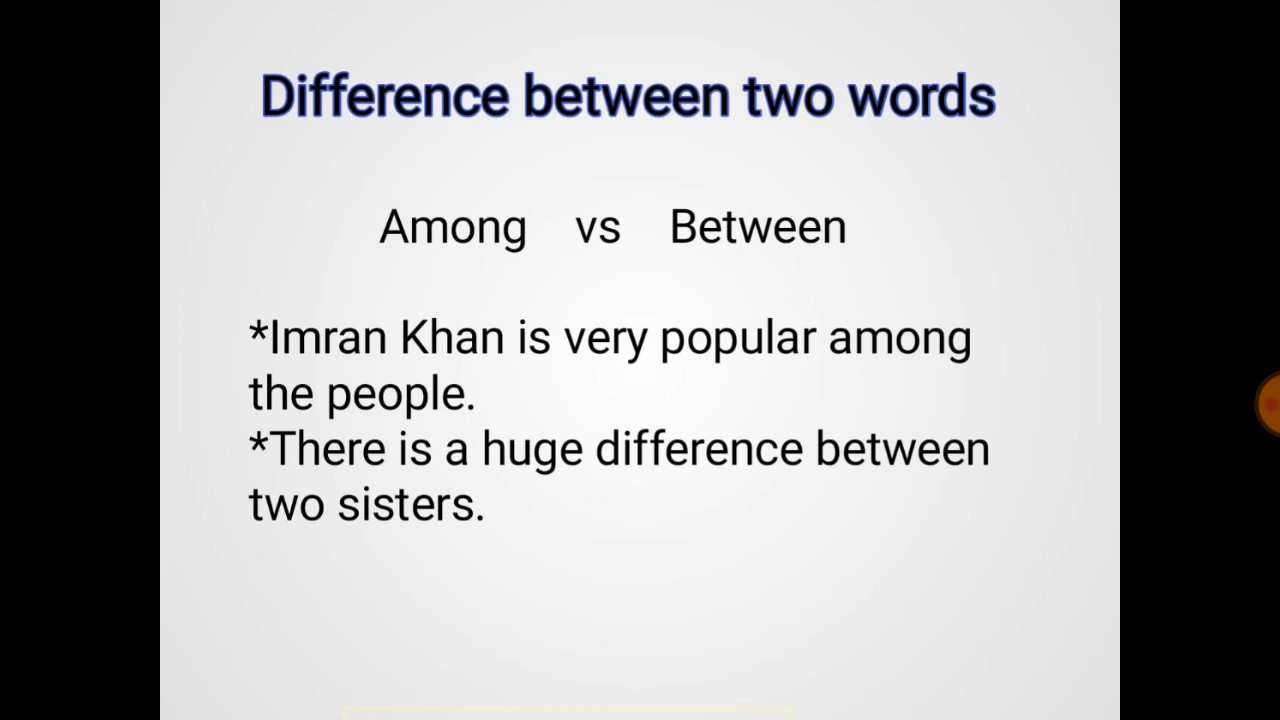 Difference between two words
Among vs Between
*Imran Khan is very popular among
the people.
*There is a huge difference between
two sisters.